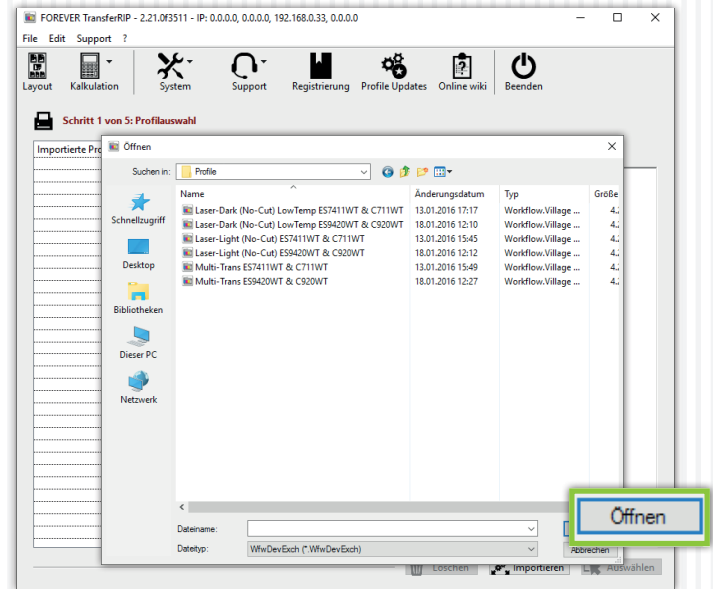 FOREVER TransferRIP - 2.21.0f3511 - IP: 0.0.0.0, 0.0.0.0, 192.168.0.33, 0.0.0.0
File Edit Support ?
Layout Kalkulation System Support Registrierung Profile Updates Online wiki Beenden
Schritt 1 von 5: Profilauswahl
Importierte Pro
Öffnen
Suchen in: Profile
Name Änderungsdatum Typ Größe
Laser-Dark (No-Cut) LowTemp ES7411WT & C711WT 13.01.2016 17:17 Workflow.Village ... 4.
Laser-Dark (No-Cut) LowTemp ES9420WT & C920WT 18.01.2016 12:10 Workflow.Village ... 4.
Laser-Light (No-Cut) ES7411WT & C711WT 13.01.2016 15:45 Workflow.Village ... 4.
Laser-Light (No-Cut) ES9420WT & C920WT 18.01.2016 12:12 Workflow.Village ... 4.
Multi-Trans ES7411WT & C711WT 13.01.2016 15:49 Workflow.Village ... 4.
Multi-Trans ES9420WT & C920WT 18.01.2016 12:27 Workflow.Village ... 4.
Schnellzugriff
Desktop
Bibliotheken
Dieser PC
Netzwerk
Öffnen
Dateiname:
Dateityp: WfwDevExch (*.WfwDevExch) Abbrechen
Löschen Importieren Auswählen